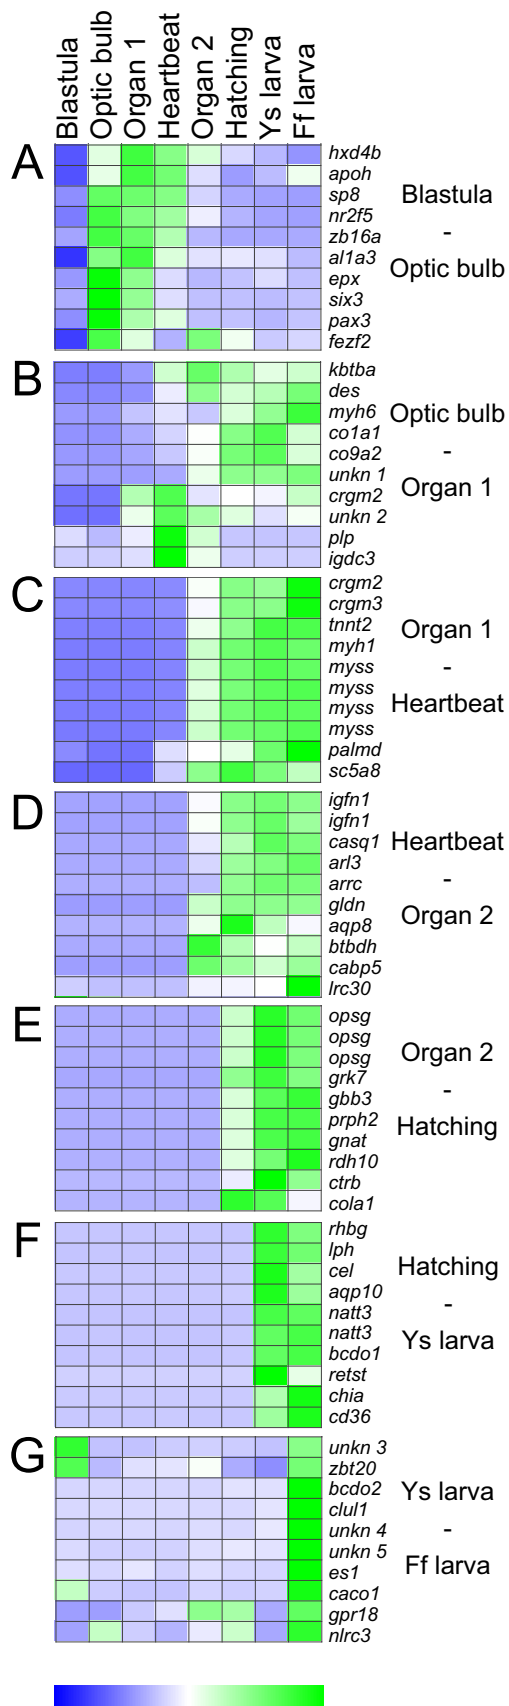 Blastula
Optic bulb
Organ 1
Heartbeat
Organ 2
Hatching
Ys larva
Ff larva
A
hxd4b
apoh
sp8
nr2f5
zb16a
al1a3
epx
six3
pax3
fezf2
Blastula
-
Optic bulb
B
kbtba
des
myh6
co1a1
co9a2
unkn 1
crgm2
unkn 2
plp
igdc3
Optic bulb
-
Organ 1
C
crgm2
crgm3
tnnt2
myh1
myss
myss
myss
myss
palmd
sc5a8
Organ 1
-
Heartbeat
D
igfn1
igfn1
casq1
arl3
arrc
gldn
aqp8
btbdh
cabp5
lrc30
Heartbeat
-
Organ 2
E
opsg
opsg
opsg
grk7
gbb3
prph2
gnat
rdh10
ctrb
cola1
Organ 2
-
Hatching
F
rhbg
lph
cel
aqp10
natt3
natt3
bcdo1
retst
chia
cd36
Hatching
-
Ys larva
G
unkn 3
zbt20
bcdo2
clul1
unkn 4
unkn 5
es1
caco1
gpr18
nlrc3
Ys larva
-
Ff larva